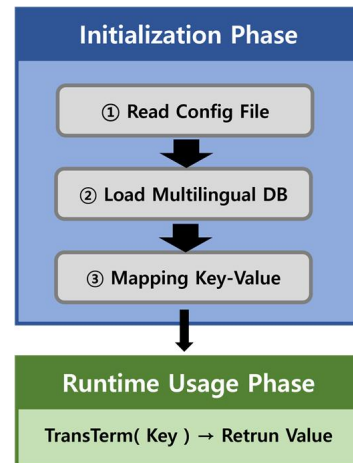 Initialization Phase
① Read Config File
② Load Multilingual DB
③ Mapping Key-Value
Runtime Usage Phase
TransTerm( Key ) → Retrun Value